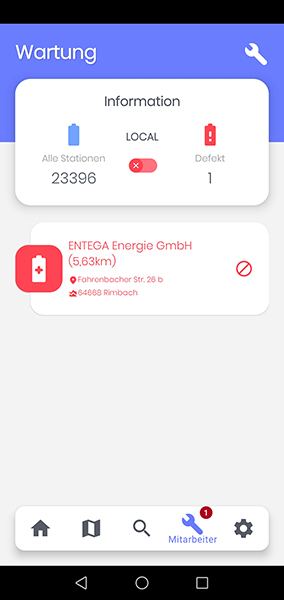 Wartung
Information
LOCAL
Alle Stationen
Defekt
23396
1
ENTEGA Energie GmbH
(5,63km)
Fahrenbacher Str. 26 b
64668 Rimbach
1
Mitarbeiter